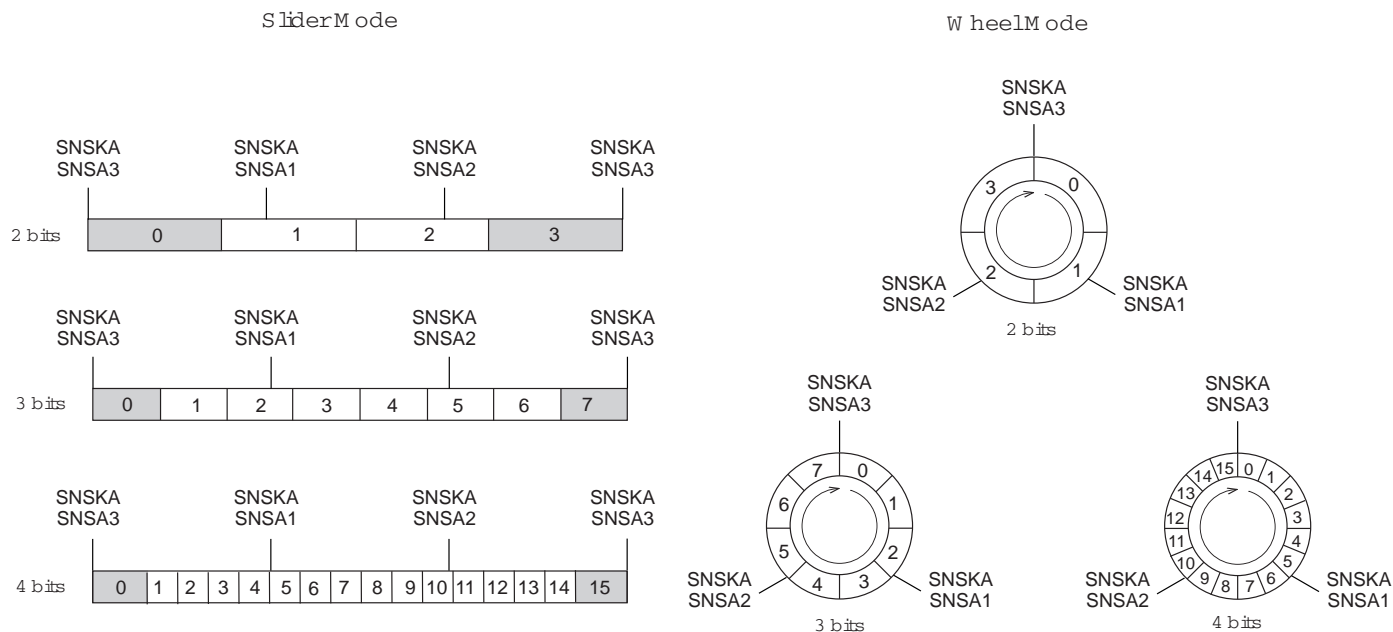 Slider Mode
Wheel Mode
SNSKA SNSKA SNSKA SNSKA
SNSA3 SNSA1 SNSA2 SNSA3
2 bits 0 1 2 3
SNSKA SNSKA SNSKA SNSKA
SNSA3 SNSA1 SNSA2 SNSA3
3 bits 0 1 2 3 4 5 6 7
SNSKA SNSKA SNSKA SNSKA
SNSA3 SNSA1 SNSA2 SNSA3
4 bits 0 1 2 3 4 5 6 7 8 9 10 11 12 13 14 15
SNSKA
SNSA3
3 0
2 1
SNSKA SNSKA
SNSA2 SNSA1
2 bits
SNSKA
SNSA3
7 0
6 1
5 2
4 3
SNSKA SNSKA
SNSA2 SNSA1
3 bits
SNSKA
SNSA3
15 0
14 1
13 2
12 3
11 4
10 5
9 8 7 6
SNSKA SNSKA
SNSA2 SNSA1
4 bits